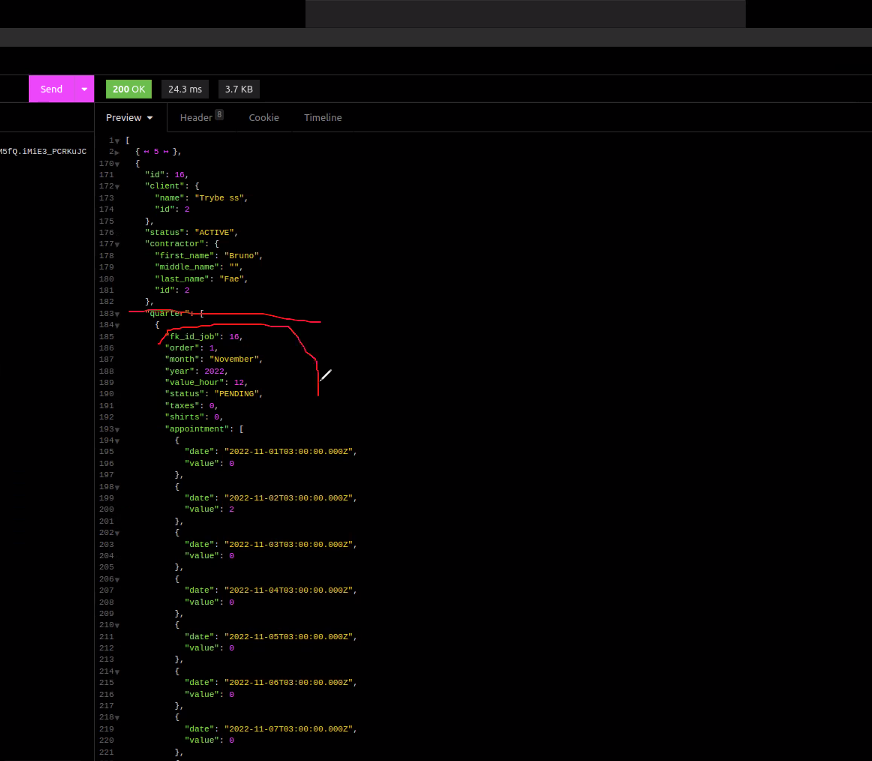 Send
200 OK 24.3 ms 3.7 KB
Preview Header 8 Cookie Timeline
1 [
2 { ↔ 5 ↔ },
M5fQ.iMiE3_PCRKuJC
170 {
171 "id": 16,
172 "client": {
173 "name": "Trybe ss",
174 "id": 2
175 },
176 "status": "ACTIVE",
177 "contractor": {
178 "first_name": "Bruno",
179 "middle_name": "",
180 "last_name": "Fae",
181 "id": 2
182 },
183 "quarter": [
184 {
185 "fk_id_job": 16,
186 "order": 1,
187 "month": "November",
188 "year": 2022,
189 "value_hour": 12,
190 "status": "PENDING",
191 "taxes": 0,
192 "shirts": 0,
193 "appointment": [
194 {
195 "date": "2022-11-01T03:00:00.000Z",
196 "value": 0
197 },
198 {
199 "date": "2022-11-02T03:00:00.000Z",
200 "value": 2
201 },
202 {
203 "date": "2022-11-03T03:00:00.000Z",
204 "value": 0
205 },
206 {
207 "date": "2022-11-04T03:00:00.000Z",
208 "value": 0
209 },
210 {
211 "date": "2022-11-05T03:00:00.000Z",
212 "value": 0
213 },
214 {
215 "date": "2022-11-06T03:00:00.000Z",
216 "value": 0
217 },
218 {
219 "date": "2022-11-07T03:00:00.000Z",
220 "value": 0
221 },